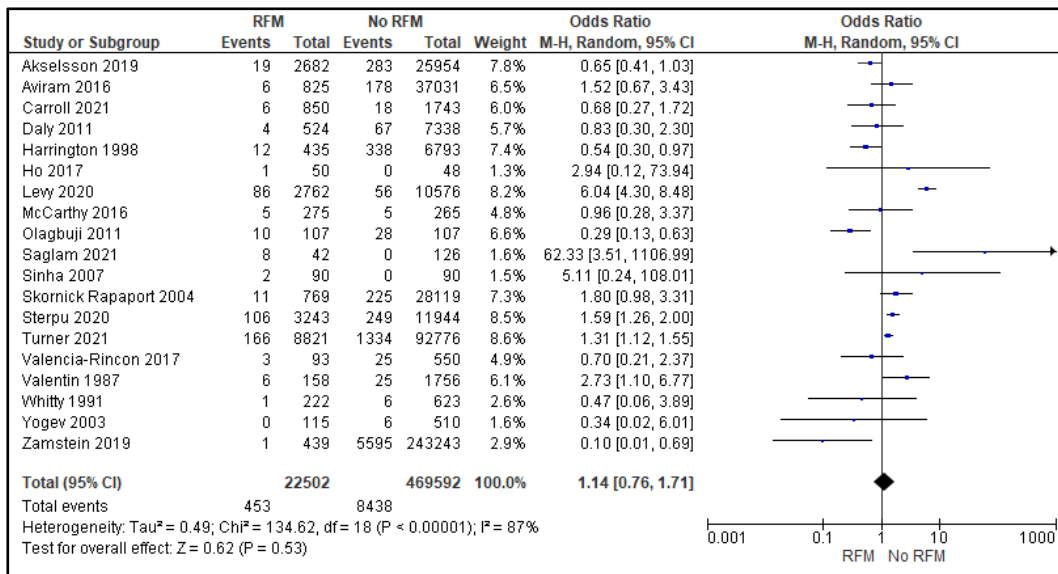 RFM No RFM Odds Ratio Odds Ratio
Study or Subgroup Events Total Events Total Weight M-H, Random, 95% CI M-H, Random, 95% CI
Akselsson 2019 19 2682 283 25954 7.8% 0.65 [0.41, 1.03]
Aviram 2016 6 825 178 37031 6.5% 1.52 [0.67, 3.43]
Carroll 2021 6 850 18 1743 6.0% 0.68 [0.27, 1.72]
Daly 2011 4 524 67 7338 5.7% 0.83 [0.30, 2.30]
Harrington 1998 12 435 338 6793 7.4% 0.54 [0.30, 0.97]
Ho 2017 1 50 0 48 1.3% 2.94 [0.12, 73.94]
Levy 2020 86 2762 56 10576 8.2% 6.04 [4.30, 8.48]
McCarthy 2016 5 275 5 265 4.8% 0.96 [0.28, 3.37]
Olagbuji 2011 10 107 28 107 6.6% 0.29 [0.13, 0.63]
Saglam 2021 8 42 0 126 1.6% 62.33 [3.51, 1106.99]
Sinha 2007 2 90 0 90 1.5% 5.11 [0.24, 108.01]
Skornick Rapaport 2004 11 769 225 28119 7.3% 1.80 [0.98, 3.31]
Sterpu 2020 106 3243 249 11944 8.5% 1.59 [1.26, 2.00]
Turner 2021 166 8821 1334 92776 8.6% 1.31 [1.12, 1.55]
Valencia-Rincon 2017 3 93 25 550 4.9% 0.70 [0.21, 2.37]
Valentin 1987 6 158 25 1756 6.1% 2.73 [1.10, 6.77]
Whitty 1991 1 222 6 623 2.6% 0.47 [0.06, 3.89]
Yogev 2003 0 115 6 510 1.6% 0.34 [0.02, 6.01]
Zamstein 2019 1 439 5595 243243 2.9% 0.10 [0.01, 0.69]
Total (95% CI) 22502 469592 100.0% 1.14 [0.76, 1.71]
Total events 453 8438
Heterogeneity: Tau² = 0.49; Chi² = 134.62, df = 18 (P < 0.00001); I² = 87%
Test for overall effect: Z = 0.62 (P = 0.53)
0.001 0.1 1 10 1000
RFM No RFM